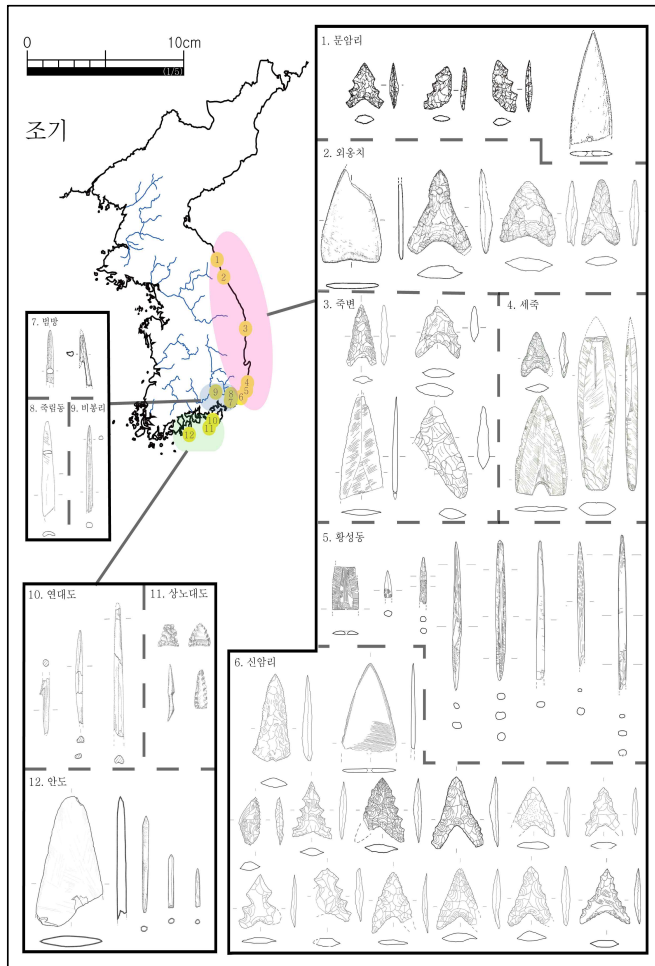 0 10cm
(1/5)
조기
1. 문암리
2. 외옹치
3. 죽변
4. 세죽
5. 황성동
6. 신암리
7. 범방
8. 죽림동
9. 비봉리
10. 연대도
11. 상노대도
12. 안도
1
2
3
4
5
6
7
8
9
10
11
12